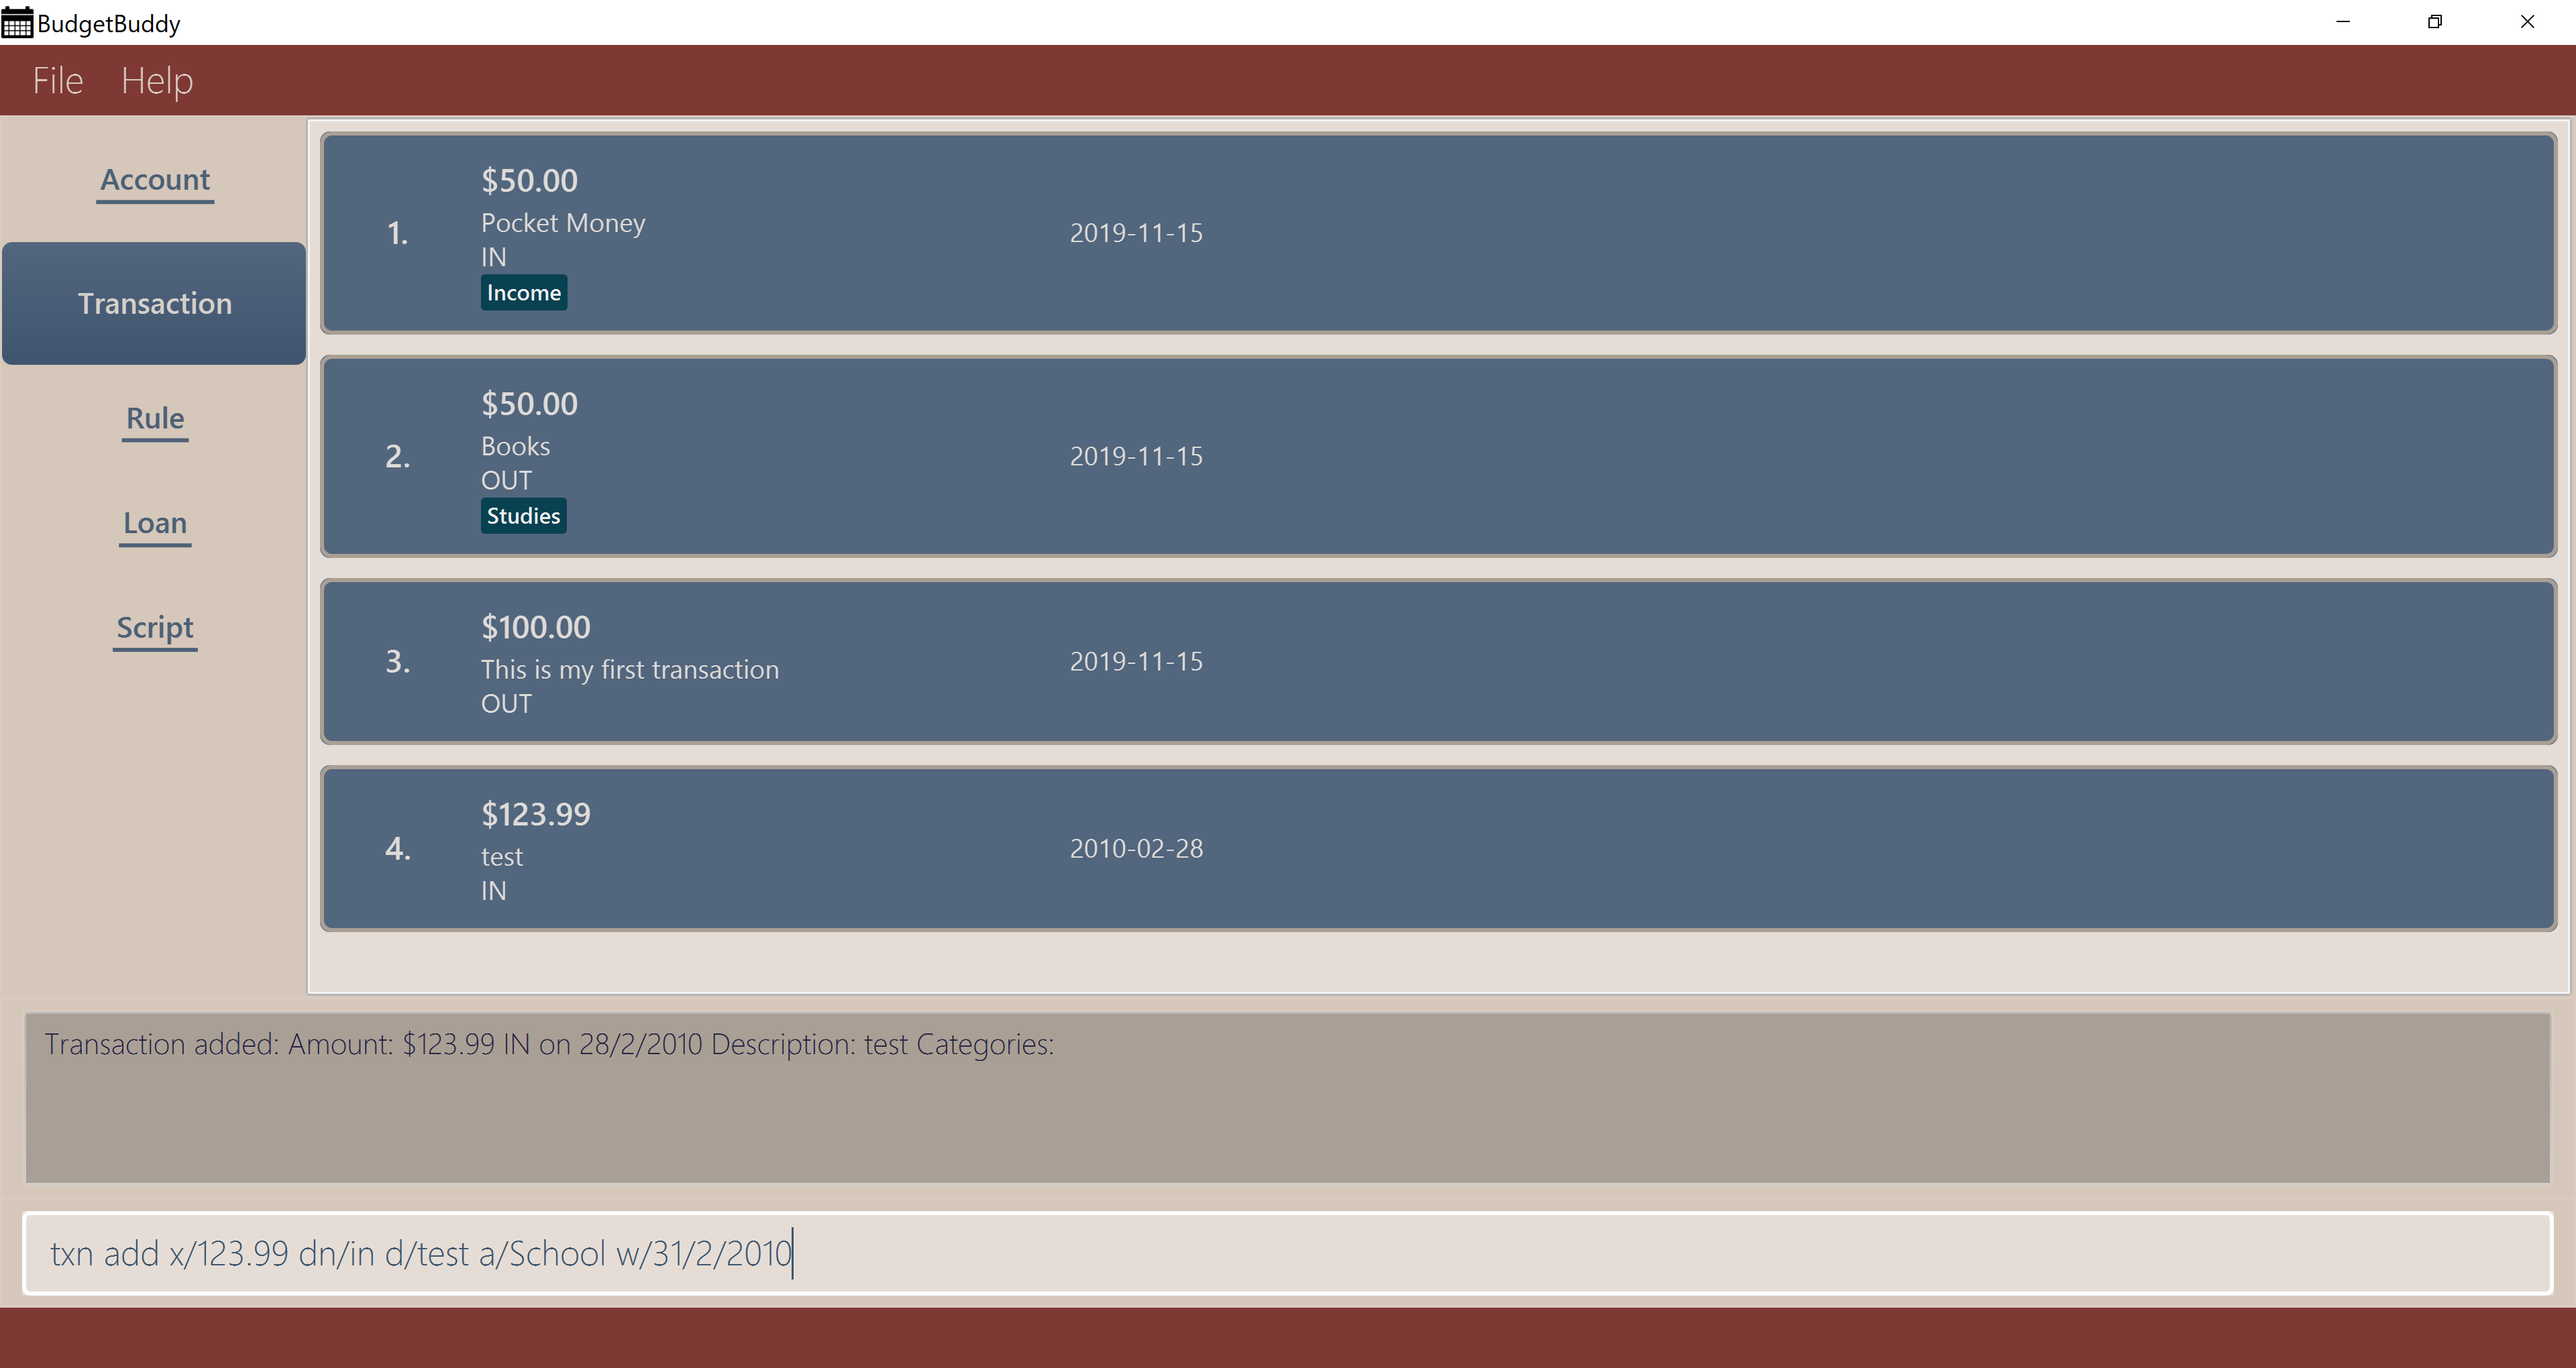 BudgetBuddy
File Help
Account
Transaction
Rule
Loan
Script
1.
$50.00
Pocket Money
IN
Income
2019-11-15
2.
$50.00
Books
OUT
Studies
2019-11-15
3.
$100.00
This is my first transaction
OUT
2019-11-15
4.
$123.99
test
IN
2010-02-28
Transaction added: Amount: $123.99 IN on 28/2/2010 Description: test Categories:
txn add x/123.99 dn/in d/test a/School w/31/2/2010